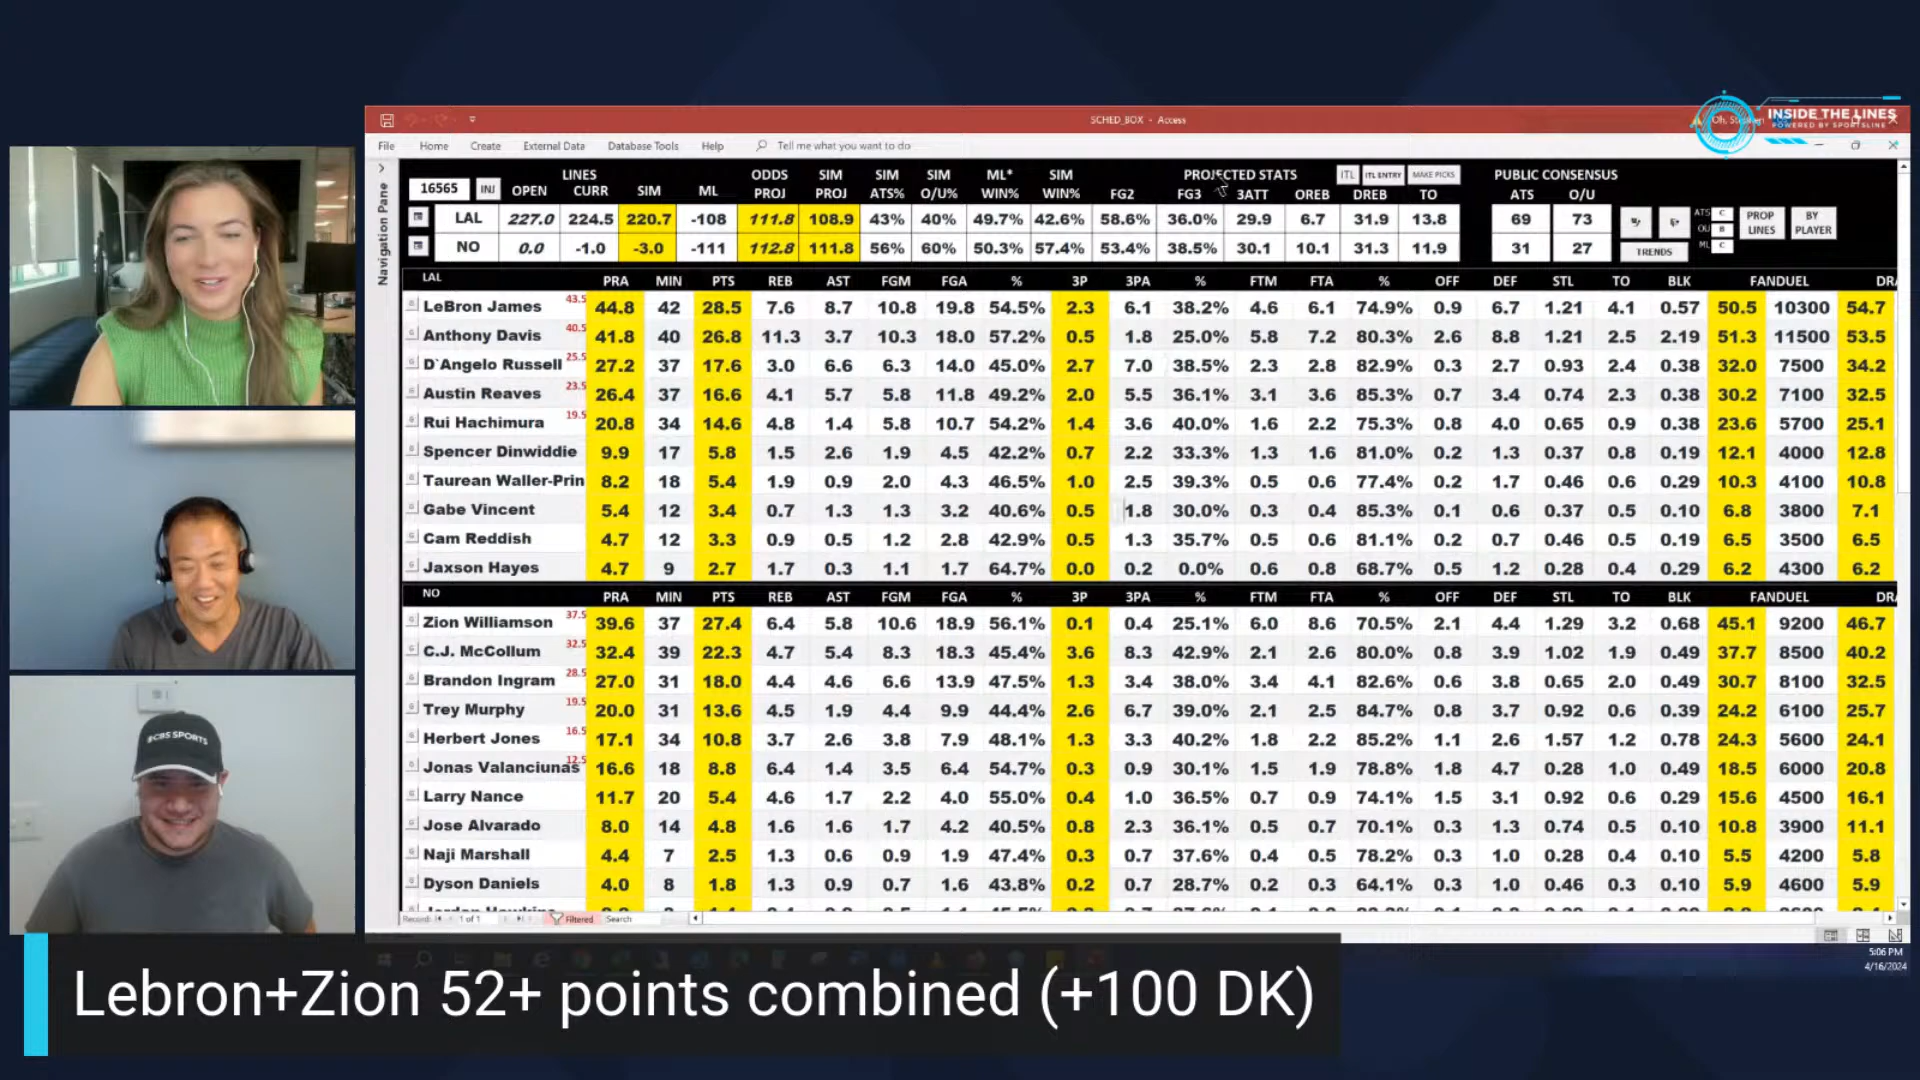 SCHED_BOX - Access
INSIDE THE LINES
POWERED BY SPORTSLINE
File Home Create External Data Database Tools Help Tell me what you want to do
Navigation Pane
16565 INJ LINES ODDS SIM SIM SIM ML* SIM PROJECTED STATS ITL ITL ENTRY MAKE PICKS PUBLIC CONSENSUS
OPEN CURR SIM ML PROJ PROJ ATS% O/U% WIN% WIN% FG2 FG3 3ATT OREB DREB TO ATS O/U
LAL 227.0 224.5 220.7 -108 111.8 108.9 43% 40% 49.7% 42.6% 58.6% 36.0% 29.9 6.7 31.9 13.8 69 73
NO 0.0 -1.0 -3.0 -111 112.8 111.8 56% 60% 50.3% 57.4% 53.4% 38.5% 30.1 10.1 31.3 11.9 31 27
ATS C
OU B
ML C
PROP LINES
BY PLAYER
TRENDS
LAL PRA MIN PTS REB AST FGM FGA % 3P 3PA % FTM FTA % OFF DEF STL TO BLK FANDUEL DRA
LeBron James 43.5 44.8 42 28.5 7.6 8.7 10.8 19.8 54.5% 2.3 6.1 38.2% 4.6 6.1 74.9% 0.9 6.7 1.21 4.1 0.57 50.5 10300 54.7
Anthony Davis 40.5 41.8 40 26.8 11.3 3.7 10.3 18.0 57.2% 0.5 1.8 25.0% 5.8 7.2 80.3% 2.6 8.8 1.21 2.5 2.19 51.3 11500 53.5
D`Angelo Russell 25.5 27.2 37 17.6 3.0 6.6 6.3 14.0 45.0% 2.7 7.0 38.5% 2.3 2.8 82.9% 0.3 2.7 0.93 2.4 0.38 32.0 7500 34.2
Austin Reaves 23.5 26.4 37 16.6 4.1 5.7 5.8 11.8 49.2% 2.0 5.5 36.1% 3.1 3.6 85.3% 0.7 3.4 0.74 2.3 0.38 30.2 7100 32.5
Rui Hachimura 19.5 20.8 34 14.6 4.8 1.4 5.8 10.7 54.2% 1.4 3.6 40.0% 1.6 2.2 75.3% 0.8 4.0 0.65 0.9 0.38 23.6 5700 25.1
Spencer Dinwiddie 9.9 17 5.8 1.5 2.6 1.9 4.5 42.2% 0.7 2.2 33.3% 1.3 1.6 81.0% 0.2 1.3 0.37 0.8 0.19 12.1 4000 12.8
Taurean Waller-Prin 8.2 18 5.4 1.9 0.9 2.0 4.3 46.5% 1.0 2.5 39.3% 0.5 0.6 77.4% 0.2 1.7 0.46 0.6 0.29 10.3 4100 10.8
Gabe Vincent 5.4 12 3.4 0.7 1.3 1.3 3.2 40.6% 0.5 1.8 30.0% 0.3 0.4 85.3% 0.1 0.6 0.37 0.5 0.10 6.8 3800 7.1
Cam Reddish 4.7 12 3.3 0.9 0.5 1.2 2.8 42.9% 0.5 1.3 35.7% 0.5 0.6 81.1% 0.2 0.7 0.46 0.5 0.19 6.5 3500 6.5
Jaxson Hayes 4.7 9 2.7 1.7 0.3 1.1 1.7 64.7% 0.0 0.2 0.0% 0.6 0.8 68.7% 0.5 1.2 0.28 0.4 0.29 6.2 4300 6.2
NO PRA MIN PTS REB AST FGM FGA % 3P 3PA % FTM FTA % OFF DEF STL TO BLK FANDUEL DRA
Zion Williamson 37.5 39.6 37 27.4 6.4 5.8 10.6 18.9 56.1% 0.1 0.4 25.1% 6.0 8.6 70.5% 2.1 4.4 1.29 3.2 0.68 45.1 9200 46.7
C.J. McCollum 32.5 32.4 39 22.3 4.7 5.4 8.3 18.3 45.4% 3.6 8.3 42.9% 2.1 2.6 80.0% 0.8 3.9 1.02 1.9 0.49 37.7 8500 40.2
Brandon Ingram 28.5 27.0 31 18.0 4.4 4.6 6.6 13.9 47.5% 1.3 3.4 38.0% 3.4 4.1 82.6% 0.6 3.8 0.65 2.0 0.49 30.7 8100 32.5
Trey Murphy 19.5 20.0 31 13.6 4.5 1.9 4.4 9.9 44.4% 2.6 6.7 39.0% 2.1 2.5 84.7% 0.8 3.7 0.92 0.6 0.39 24.2 6100 25.7
Herbert Jones 16.5 17.1 34 10.8 3.7 2.6 3.8 7.9 48.1% 1.3 3.3 40.2% 1.8 2.2 85.2% 1.1 2.6 1.57 1.2 0.78 24.3 5600 24.1
Jonas Valanciunas 12.5 16.6 18 8.8 6.4 1.4 3.5 6.4 54.7% 0.3 0.9 30.1% 1.5 1.9 78.8% 1.8 4.7 0.28 1.0 0.49 18.5 6000 20.8
Larry Nance 11.7 20 5.4 4.6 1.7 2.2 4.0 55.0% 0.4 1.0 36.5% 0.7 0.9 74.1% 1.5 3.1 0.92 0.6 0.29 15.6 4500 16.1
Jose Alvarado 8.0 14 4.8 1.6 1.6 1.7 4.2 40.5% 0.8 2.3 36.1% 0.5 0.7 70.1% 0.3 1.3 0.74 0.5 0.10 10.8 3900 11.1
Naji Marshall 4.4 7 2.5 1.3 0.6 0.9 1.9 47.4% 0.3 0.7 37.6% 0.4 0.5 78.2% 0.3 1.0 0.28 0.4 0.10 5.5 4200 5.8
Dyson Daniels 4.0 8 1.8 1.3 0.9 0.7 1.6 43.8% 0.2 0.7 28.7% 0.2 0.3 64.1% 0.3 1.0 0.46 0.3 0.10 5.9 4600 5.9
Record: 1 of 1 Filtered Search
CBS SPORTS
5:06 PM
4/16/2024
Lebron+Zion 52+ points combined (+100 DK)